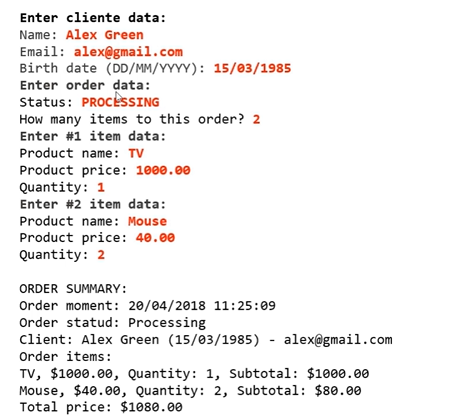 Enter cliente data:
Name: Alex Green
Email: alex@gmail.com
Birth date (DD/MM/YYYY): 15/03/1985
Enter order data:
Status: PROCESSING
How many items to this order? 2
Enter #1 item data:
Product name: TV
Product price: 1000.00
Quantity: 1
Enter #2 item data:
Product name: Mouse
Product price: 40.00
Quantity: 2
ORDER SUMMARY:
Order moment: 20/04/2018 11:25:09
Order statud: Processing
Client: Alex Green (15/03/1985) - alex@gmail.com
Order items:
TV, $1000.00, Quantity: 1, Subtotal: $1000.00
Mouse, $40.00, Quantity: 2, Subtotal: $80.00
Total price: $1080.00